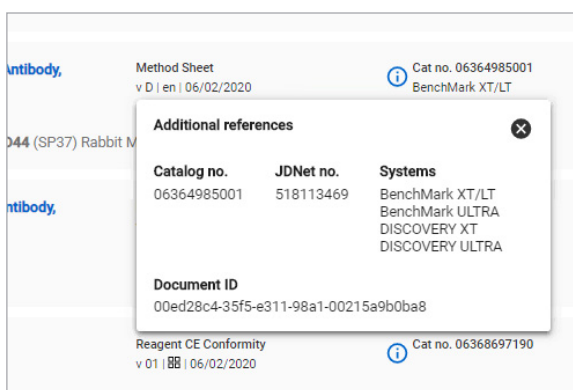 Antibody,
Method Sheet
Cat no. 06364985001
v D | en | 06/02/2020
BenchMark XT/LT
D44 (SP37) Rabbit M
Additional references
Catalog no. JDNet no. Systems
06364985001 518113469 BenchMark XT/LT
BenchMark ULTRA
DISCOVERY XT
DISCOVERY ULTRA
Document ID
00ed28c4-35f5-e311-98a1-00215a9b0ba8
ntibody,
Reagent CE Conformity
Cat no. 06368697190
v 01 | | 06/02/2020